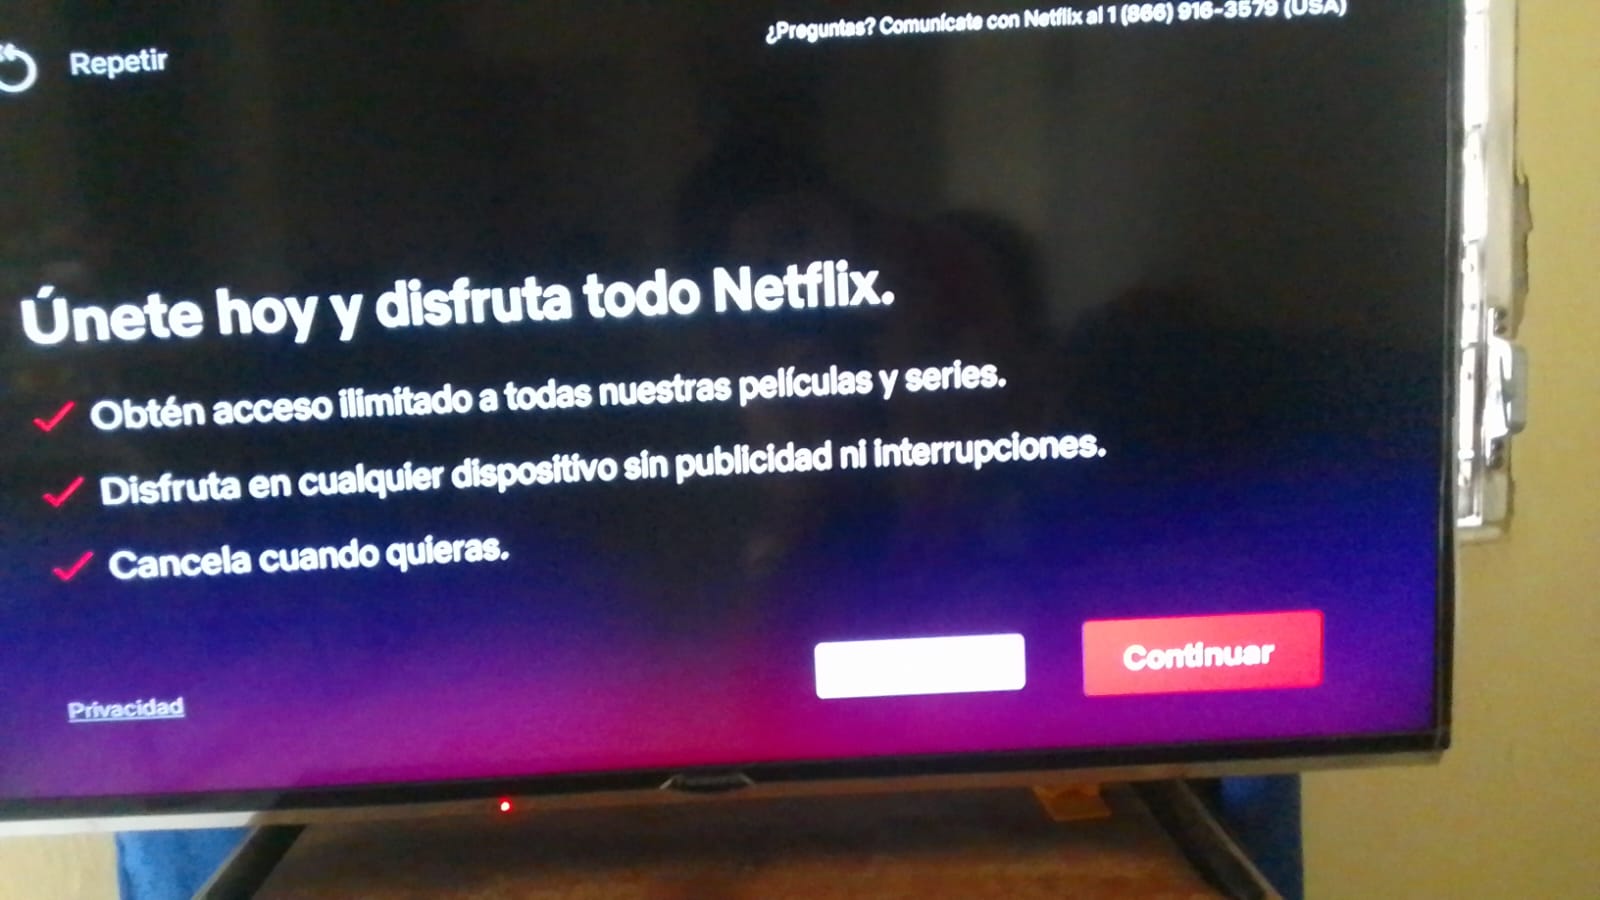 ¿Preguntas? Comunícate con Netflix al 1 (866) 916-3579 (USA)
Repetir
Únete hoy y disfruta todo Netflix.
Obtén acceso ilimitado a todas nuestras películas y series.
Disfruta en cualquier dispositivo sin publicidad ni interrupciones.
Cancela cuando quieras.
Continuar
Privacidad